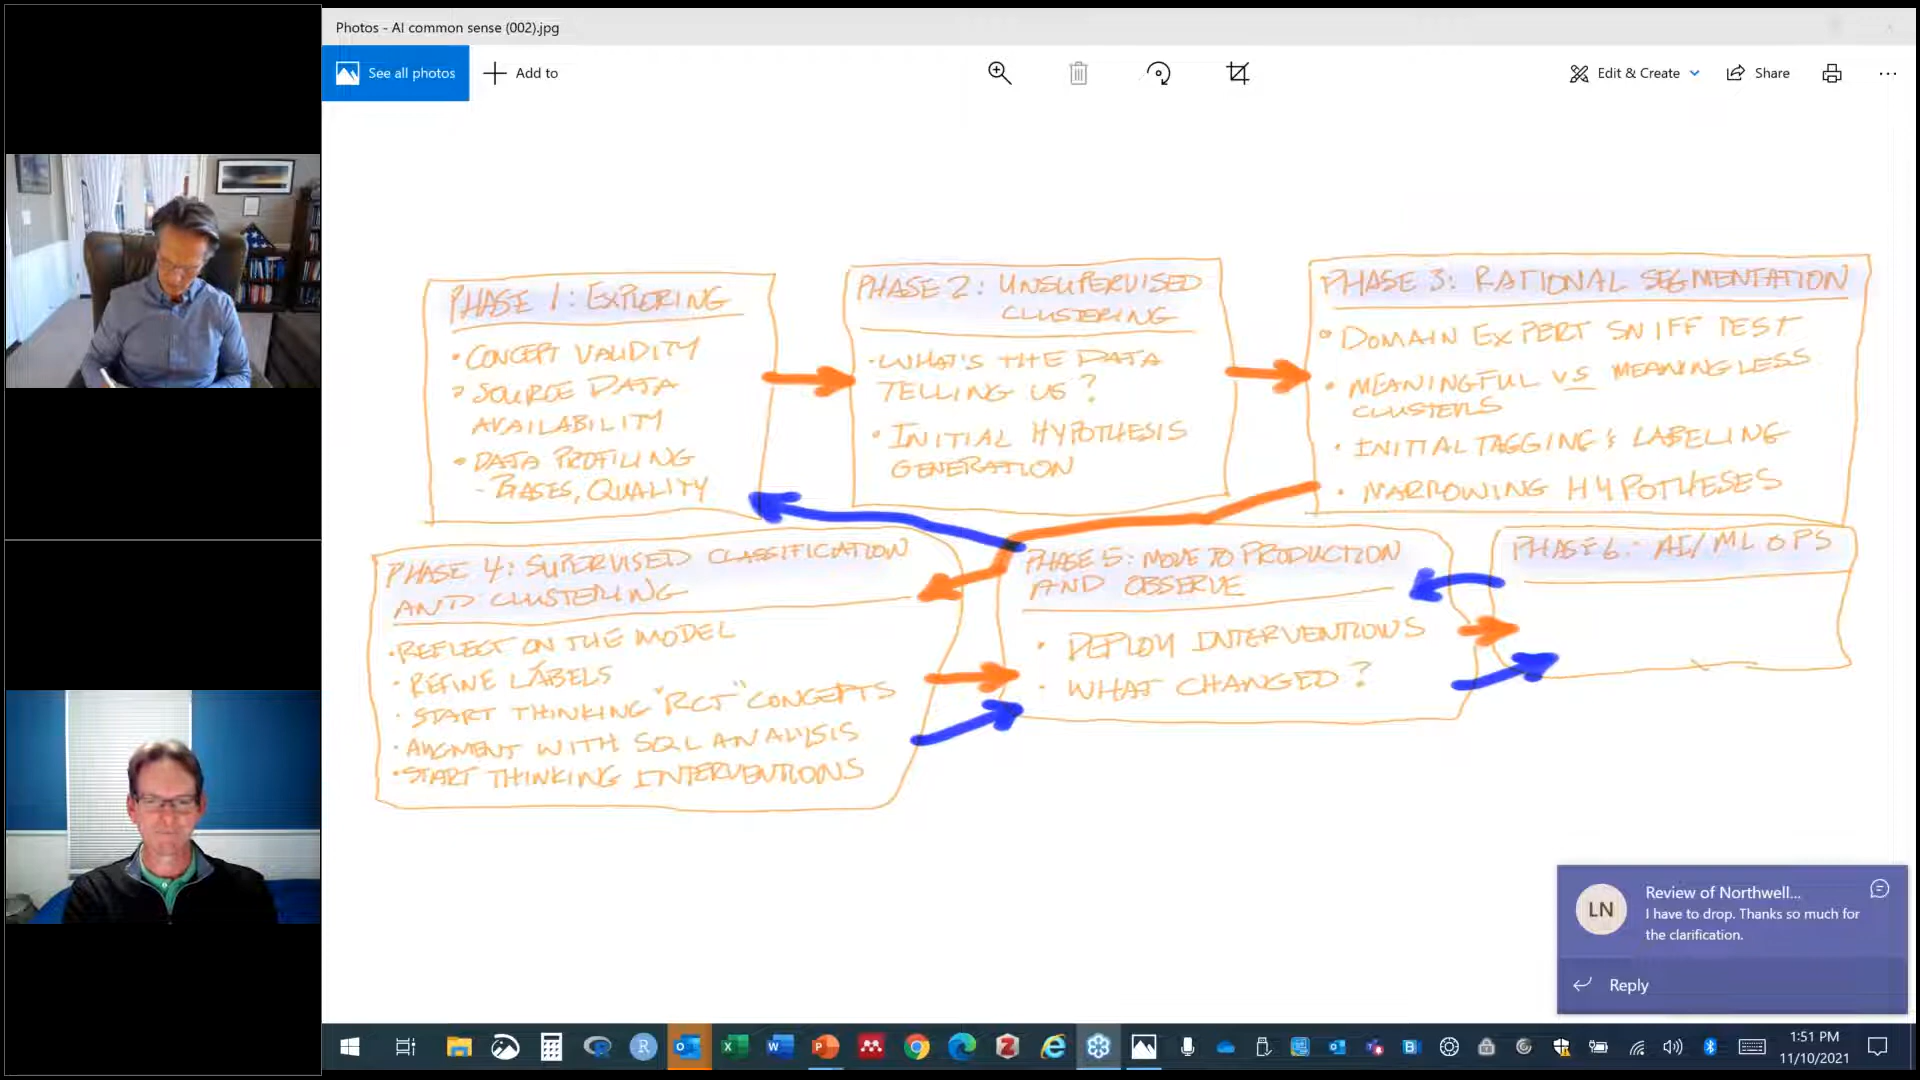 Photos - AI common sense (002).jpg
See all photos
Add to
Edit & Create
Share
PHASE 1: EXPLORING
• CONCEPT VALIDITY
• SOURCE DATA
AVAILABILITY
• DATA PROFILING
- BIASES, QUALITY
PHASE 2: UNSUPERVISED
CLUSTERING
• WHAT'S THE DATA
TELLING US?
• INITIAL HYPOTHESIS
GENERATION
PHASE 3: RATIONAL SEGMENTATION
• DOMAIN EXPERT SNIFF TEST
• MEANINGFUL VS MEANINGLESS
CLUSTERS
• INITIAL TAGGING & LABELING
• NARROWING HYPOTHESES
PHASE 4: SUPERVISED CLASSIFICATION
AND CLUSTERING
• REFLECT ON THE MODEL
• REFINE LABELS
• START THINKING "RCT" CONCEPTS
• AUGMENT WITH SQL ANALYSIS
• START THINKING INTERVENTIONS
PHASE 5: MOVE TO PRODUCTION
AND OBSERVE
• DEPLOY INTERVENTIONS
• WHAT CHANGED?
PHASE 6: AI/ML OPS
LN
Review of Northwell...
I have to drop. Thanks so much for
the clarification.
Reply
1:51 PM
11/10/2021